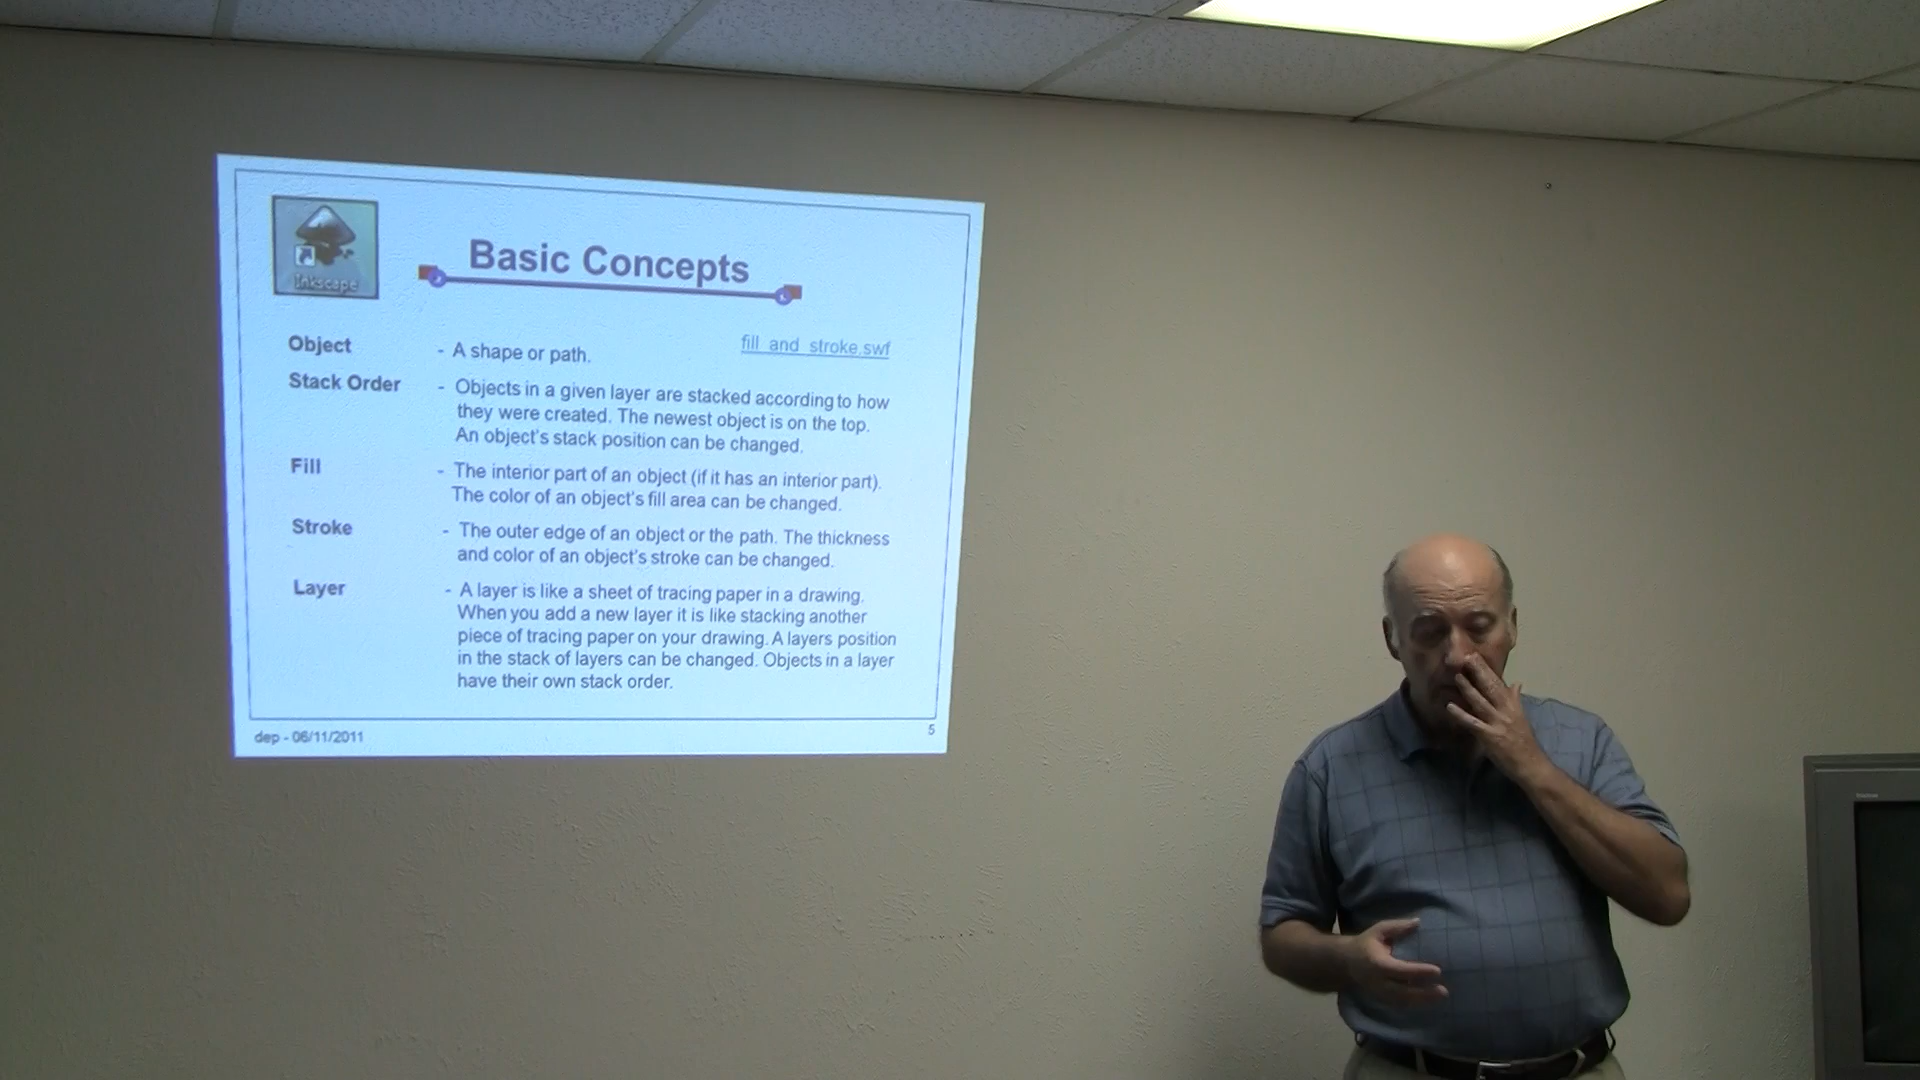 Inkscape
Basic Concepts
fill and stroke.swf
Object - A shape or path.
Stack Order - Objects in a given layer are stacked according to how
they were created. The newest object is on the top.
An object's stack position can be changed.
Fill - The interior part of an object (if it has an interior part).
The color of an object's fill area can be changed.
Stroke - The outer edge of an object or the path. The thickness
and color of an object's stroke can be changed.
Layer - A layer is like a sheet of tracing paper in a drawing.
When you add a new layer it is like stacking another
piece of tracing paper on your drawing. A layers position
in the stack of layers can be changed. Objects in a layer
have their own stack order.
dep - 06/11/2011
5